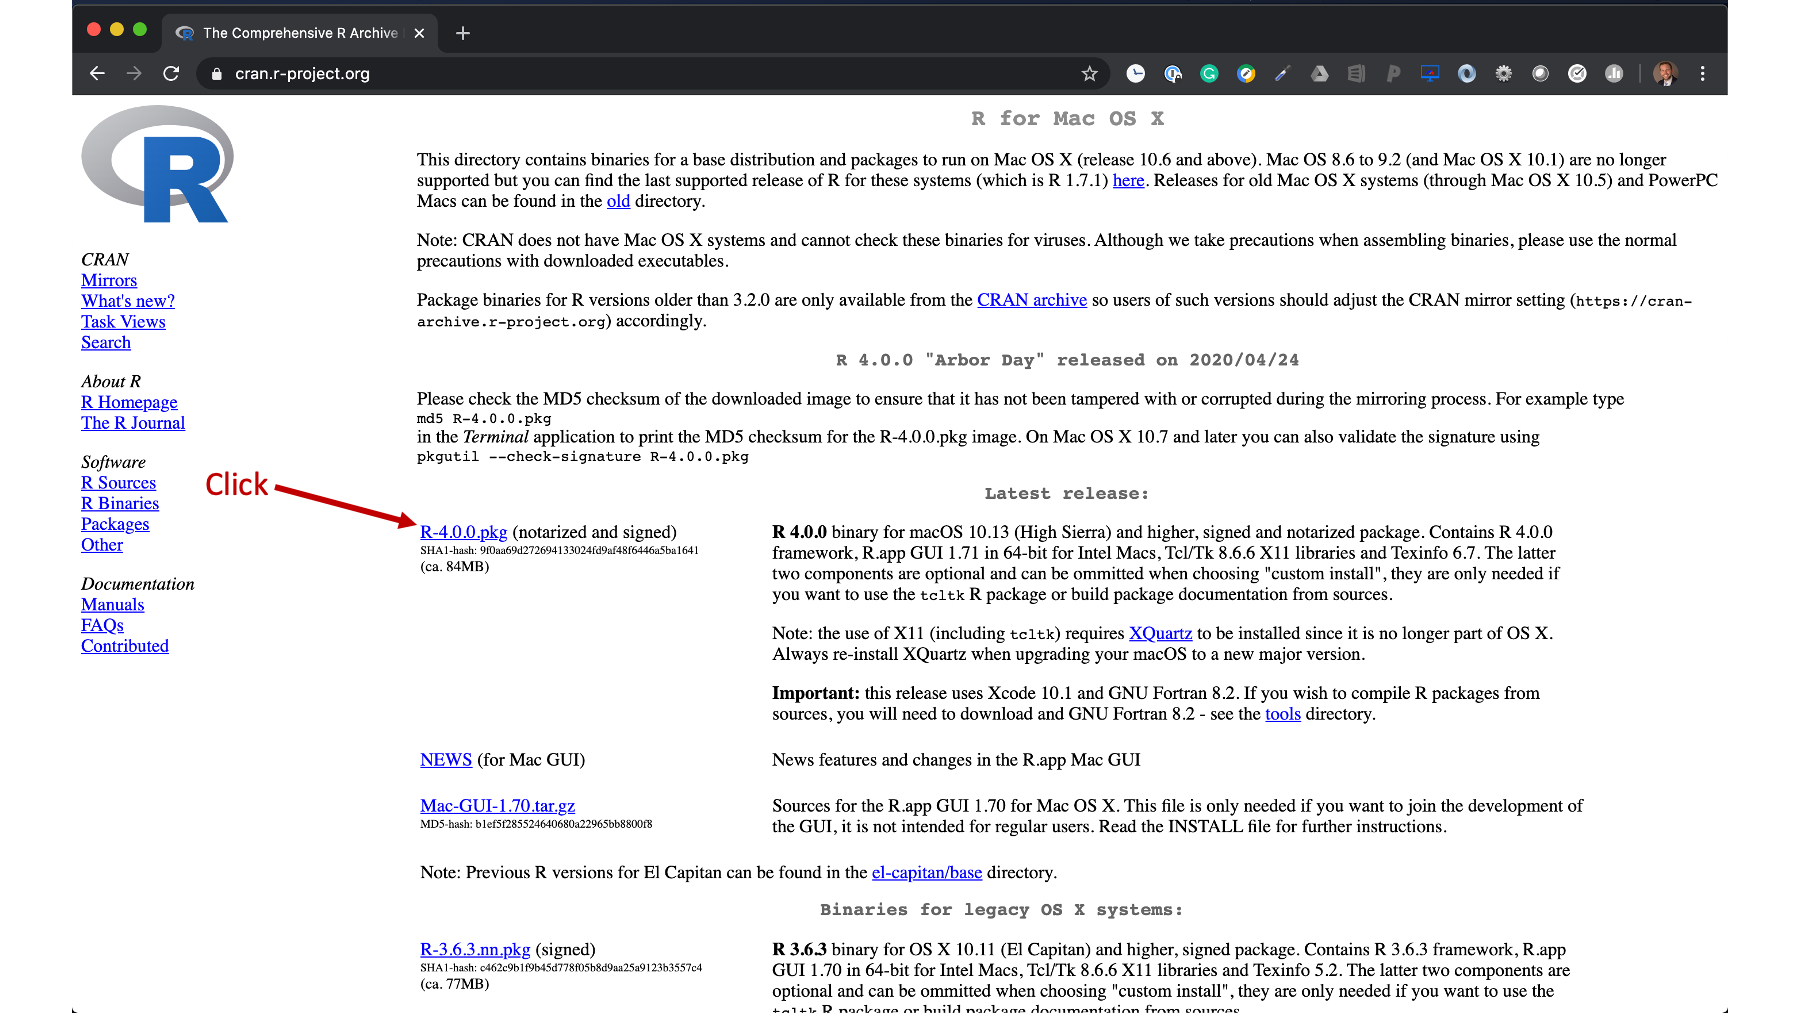 The Comprehensive R Archive
cran.r-project.org
R
CRAN
Mirrors
What's new?
Task Views
Search
About R
R Homepage
The R Journal
Software
R Sources
R Binaries
Packages
Other
Documentation
Manuals
FAQs
Contributed
Click
R for Mac OS X
This directory contains binaries for a base distribution and packages to run on Mac OS X (release 10.6 and above). Mac OS 8.6 to 9.2 (and Mac OS X 10.1) are no longer
supported but you can find the last supported release of R for these systems (which is R 1.7.1) here. Releases for old Mac OS X systems (through Mac OS X 10.5) and PowerPC
Macs can be found in the old directory.
Note: CRAN does not have Mac OS X systems and cannot check these binaries for viruses. Although we take precautions when assembling binaries, please use the normal
precautions with downloaded executables.
Package binaries for R versions older than 3.2.0 are only available from the CRAN archive so users of such versions should adjust the CRAN mirror setting (https://cran-
archive.r-project.org) accordingly.
R 4.0.0 "Arbor Day" released on 2020/04/24
Please check the MD5 checksum of the downloaded image to ensure that it has not been tampered with or corrupted during the mirroring process. For example type
md5 R-4.0.0.pkg
in the Terminal application to print the MD5 checksum for the R-4.0.0.pkg image. On Mac OS X 10.7 and later you can also validate the signature using
pkgutil --check-signature R-4.0.0.pkg
Latest release:
R-4.0.0.pkg (notarized and signed)
SHA1-hash: 9f0aa69d272694133024fd9af48f6446a5ba1641
(ca. 84MB)
R 4.0.0 binary for macOS 10.13 (High Sierra) and higher, signed and notarized package. Contains R 4.0.0
framework, R.app GUI 1.71 in 64-bit for Intel Macs, Tcl/Tk 8.6.6 X11 libraries and Texinfo 6.7. The latter
two components are optional and can be ommitted when choosing "custom install", they are only needed if
you want to use the tcltk R package or build package documentation from sources.
Note: the use of X11 (including tcltk) requires XQuartz to be installed since it is no longer part of OS X.
Always re-install XQuartz when upgrading your macOS to a new major version.
Important: this release uses Xcode 10.1 and GNU Fortran 8.2. If you wish to compile R packages from
sources, you will need to download and GNU Fortran 8.2 - see the tools directory.
NEWS (for Mac GUI)
News features and changes in the R.app Mac GUI
Mac-GUI-1.70.tar.gz
MD5-hash: b1ef5f285524640680a22965bb8800f8
Sources for the R.app GUI 1.70 for Mac OS X. This file is only needed if you want to join the development of
the GUI, it is not intended for regular users. Read the INSTALL file for further instructions.
Note: Previous R versions for El Capitan can be found in the el-capitan/base directory.
Binaries for legacy OS X systems:
R-3.6.3.nn.pkg (signed)
SHA1-hash: c462c9b1f9b45d778f05b8d9aa25a9123b3557c4
(ca. 77MB)
R 3.6.3 binary for OS X 10.11 (El Capitan) and higher, signed package. Contains R 3.6.3 framework, R.app
GUI 1.70 in 64-bit for Intel Macs, Tcl/Tk 8.6.6 X11 libraries and Texinfo 5.2. The latter two components are
optional and can be ommitted when choosing "custom install", they are only needed if you want to use the
tcltk R package or build package documentation from sources.